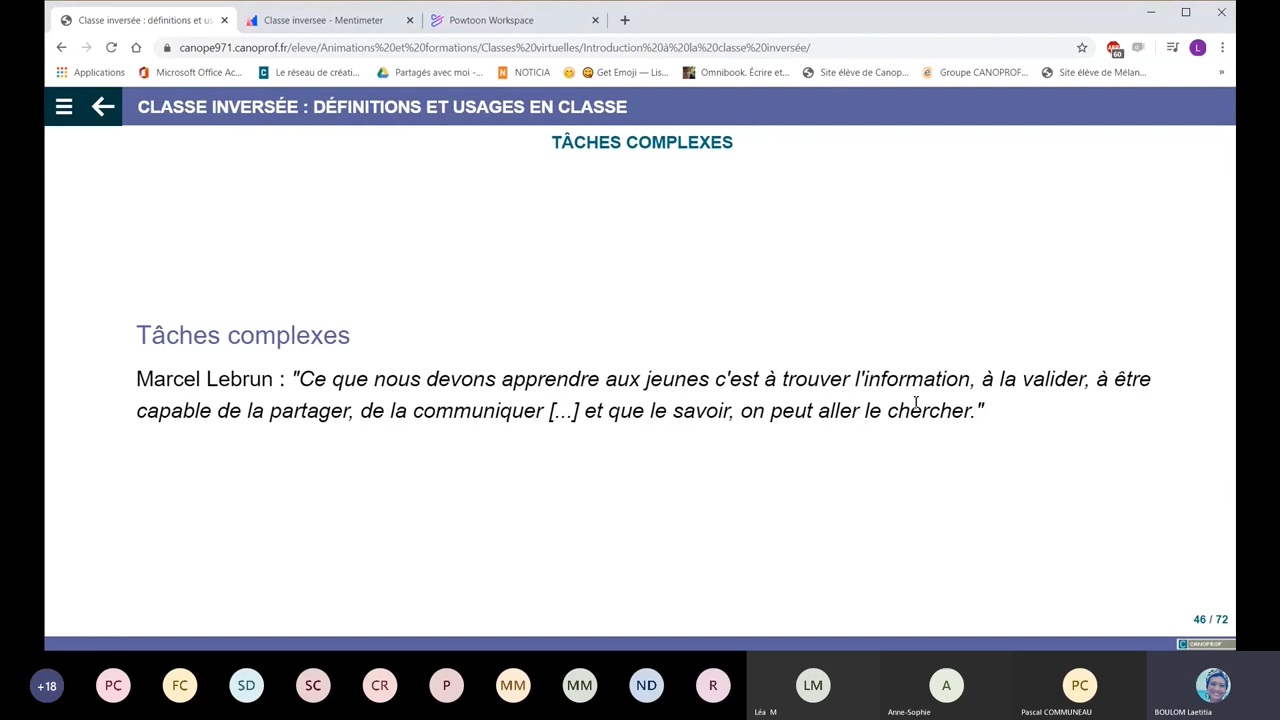 Classe inversée : définitions et us
Classe inversee - Mentimeter
Powtoon Workspace
canope971.canoprof.fr/eleve/Animations%20et%20formations/Classes%20virtuelles/Introduction%20à%20la%20classe%20inversée/
60
L
Applications
Microsoft Office Ac...
Le réseau de créati...
Partagés avec moi -...
NOTICIA
Get Emoji — Lis...
Omnibook. Écrire et...
Site élève de Canop...
Groupe CANOPROF...
Site élève de Mélan...
»
CLASSE INVERSÉE : DÉFINITIONS ET USAGES EN CLASSE
TÂCHES COMPLEXES
Tâches complexes
Marcel Lebrun : "Ce que nous devons apprendre aux jeunes c'est à trouver l'information, à la valider, à être
capable de la partager, de la communiquer [...] et que le savoir, on peut aller le chercher."
46 / 72
CANOPROF
+18
PC
FC
SD
SC
CR
P
MM
MM
ND
R
LM
A
PC
Léa M
Anne-Sophie
Pascal COMMUNEAU
BOULOM Laetitia